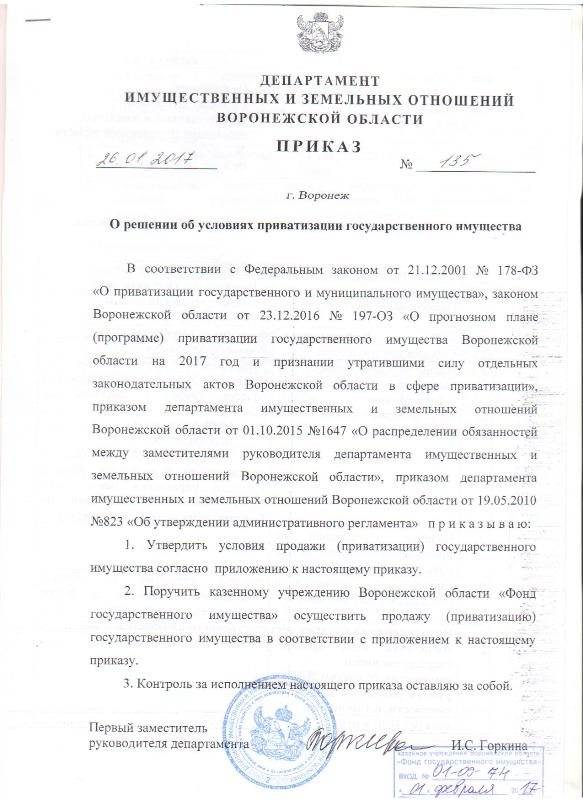 ДЕПАРТАМЕНТ
ИМУЩЕСТВЕННЫХ И ЗЕМЕЛЬНЫХ ОТНОШЕНИЙ
ВОРОНЕЖСКОЙ ОБЛАСТИ
ПРИКАЗ
26.01.2017 № 135
г. Воронеж
О решении об условиях приватизации государственного имущества
В соответствии с Федеральным законом от 21.12.2001 № 178-ФЗ
«О приватизации государственного и муниципального имущества», законом
Воронежской области от 23.12.2016 № 197-ОЗ «О прогнозном плане
(программе) приватизации государственного имущества Воронежской
области на 2017 год и признании утратившими силу отдельных
законодательных актов Воронежской области в сфере приватизации»,
приказом департамента имущественных и земельных отношений
Воронежской области от 01.10.2015 №1647 «О распределении обязанностей
между заместителями руководителя департамента имущественных и
земельных отношений Воронежской области», приказом департамента
имущественных и земельных отношений Воронежской области от 19.05.2010
№823 «Об утверждении административного регламента» п р и к а з ы в а ю:
1. Утвердить условия продажи (приватизации) государственного
имущества согласно приложению к настоящему приказу.
2. Поручить казенному учреждению Воронежской области «Фонд
государственного имущества» осуществить продажу (приватизацию)
государственного имущества в соответствии с приложением к настоящему
приказу.
3. Контроль за исполнением настоящего приказа оставляю за собой.
Первый заместитель
руководителя департамента И.С. Горкина
казенное учреждение Воронежской области
«Фонд государственного имущества»
ВХОД. № 01-09-74
«01» февраля 2017